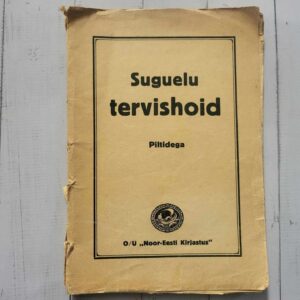 Suguelu
tervishoid
Piltidega
O/U „Noor-Eesti Kirjastus"